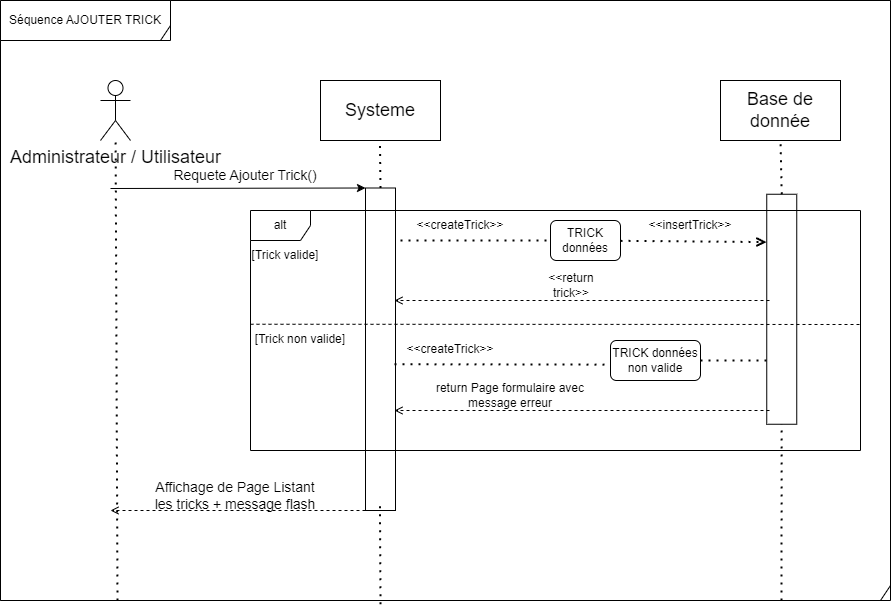 Séquence AJOUTER TRICK
Systeme
Base de
donnée
Administrateur / Utilisateur
Requete Ajouter Trick()
alt
<<createTrick>>
<<insertTrick>>
TRICK
données
[Trick valide]
<<return
trick>>
[Trick non valide]
<<createTrick>>
TRICK données
non valide
return Page formulaire avec
message erreur
Affichage de Page Listant
les tricks + message flash